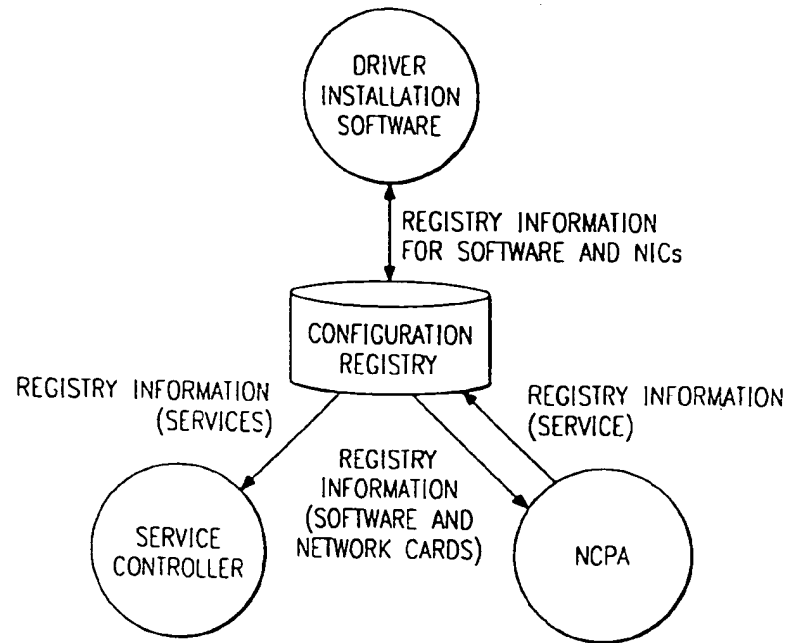 DRIVER
INSTALLATION
SOFTWARE
REGISTRY INFORMATION
FOR SOFTWARE AND NICs
CONFIGURATION
REGISTRY
REGISTRY INFORMATION
(SERVICES)
REGISTRY INFORMATION
(SERVICE)
REGISTRY
INFORMATION
(SOFTWARE AND
NETWORK CARDS)
SERVICE
CONTROLLER
NCPA